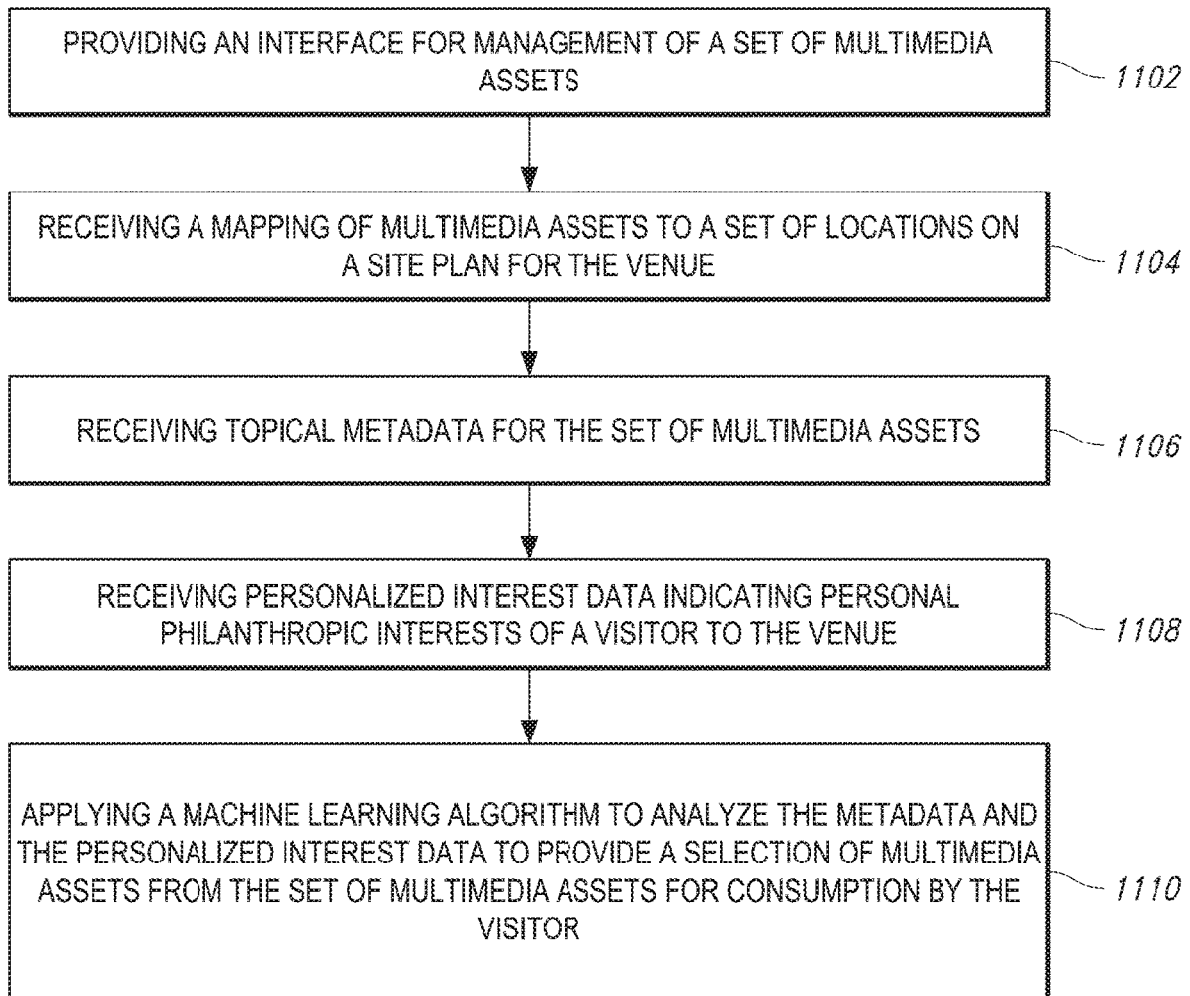 PROVIDING AN INTERFACE FOR MANAGEMENT OF A SET OF MULTIMEDIA
ASSETS
1102
RECEIVING A MAPPING OF MULTIMEDIA ASSETS TO A SET OF LOCATIONS ON
A SITE PLAN FOR THE VENUE
1104
RECEIVING TOPICAL METADATA FOR THE SET OF MULTIMEDIA ASSETS
1106
RECEIVING PERSONALIZED INTEREST DATA INDICATING PERSONAL
PHILANTHROPIC INTERESTS OF A VISITOR TO THE VENUE
1108
APPLYING A MACHINE LEARNING ALGORITHM TO ANALYZE THE METADATA AND
THE PERSONALIZED INTEREST DATA TO PROVIDE A SELECTION OF MULTIMEDIA
ASSETS FROM THE SET OF MULTIMEDIA ASSETS FOR CONSUMPTION BY THE
VISITOR
1110